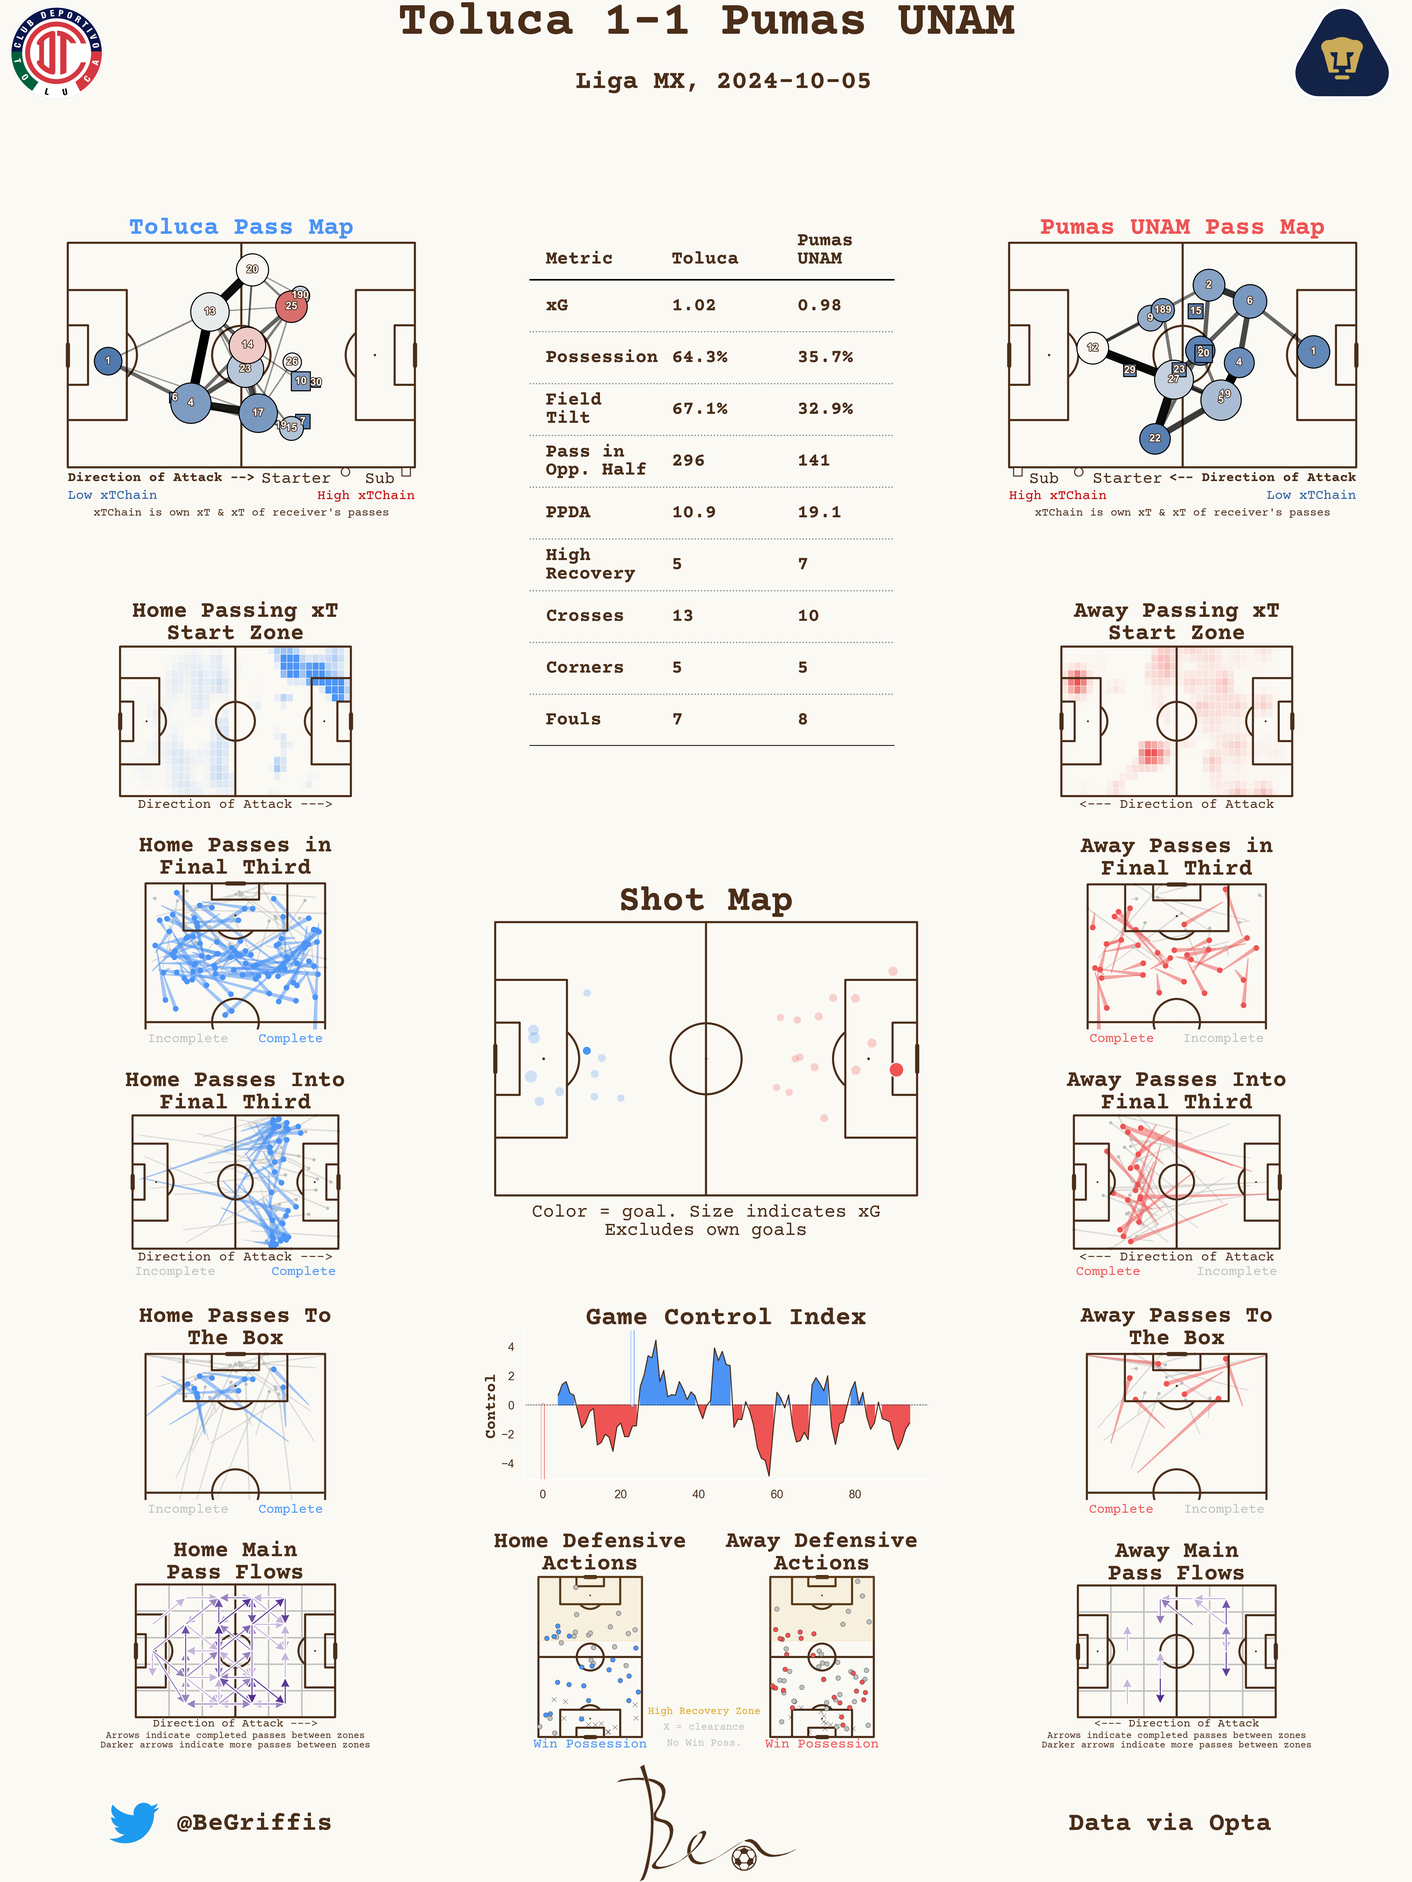 Toluca 1-1 Pumas UNAM
Liga MX, 2024-10-05
CLUB DEPORTIVO
TOLUCA
Toluca Pass Map
20
190
25
13
14
26
1
23
10 30
6
4
17
19 15 7
Direction of Attack --> Starter Sub
Low xTChain High xTChain
xTChain is own xT & xT of receiver's passes
Metric Toluca Pumas UNAM
xG 1.02 0.98
Possession 64.3% 35.7%
Field Tilt 67.1% 32.9%
Pass in Opp. Half 296 141
PPDA 10.9 19.1
High Recovery 5 7
Crosses 13 10
Corners 5 5
Fouls 7 8
Pumas UNAM Pass Map
2
6
189 15
9
12
20
1
4
29 23
27
19
5
22
Sub Starter <-- Direction of Attack
High xTChain Low xTChain
xTChain is own xT & xT of receiver's passes
Home Passing xT
Start Zone
Direction of Attack --->
Away Passing xT
Start Zone
<--- Direction of Attack
Home Passes in
Final Third
Incomplete Complete
Away Passes in
Final Third
Complete Incomplete
Shot Map
Color = goal. Size indicates xG
Excludes own goals
Home Passes Into
Final Third
Direction of Attack --->
Incomplete Complete
Away Passes Into
Final Third
<--- Direction of Attack
Complete Incomplete
Home Passes To
The Box
Incomplete Complete
Game Control Index
Control
4
2
0
−2
−4
0 20 40 60 80
Away Passes To
The Box
Complete Incomplete
Home Main
Pass Flows
Direction of Attack --->
Arrows indicate completed passes between zones
Darker arrows indicate more passes between zones
Home Defensive
Actions
Win Possession
Away Defensive
Actions
Win Possession
High Recovery Zone
X = clearance
No Win Poss.
Away Main
Pass Flows
<--- Direction of Attack
Arrows indicate completed passes between zones
Darker arrows indicate more passes between zones
@BeGriffis
Ben
Data via Opta